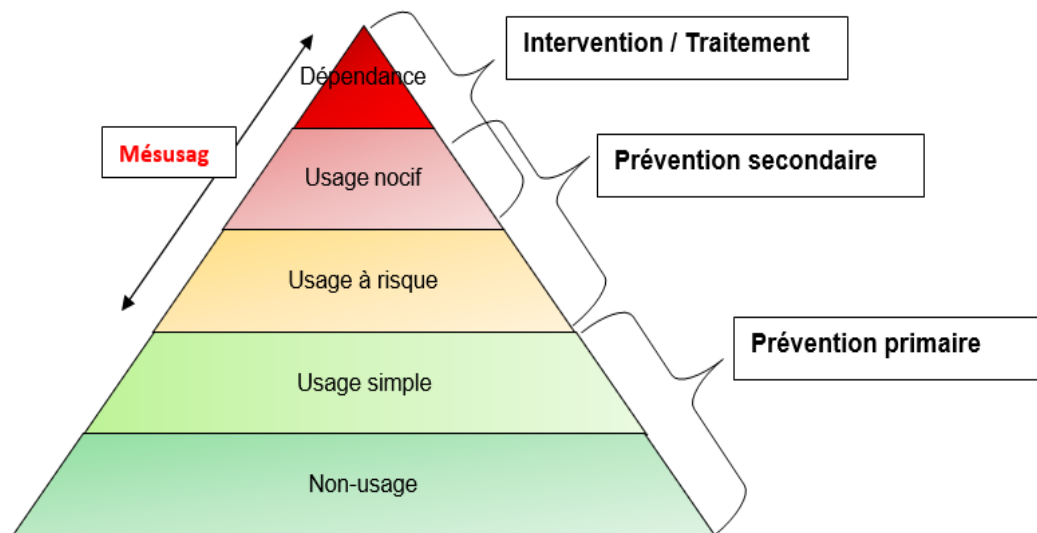 Intervention / Traitement
Dépendance
Mésusag
Prévention secondaire
Usage nocif
Usage à risque
Prévention primaire
Usage simple
Non-usage